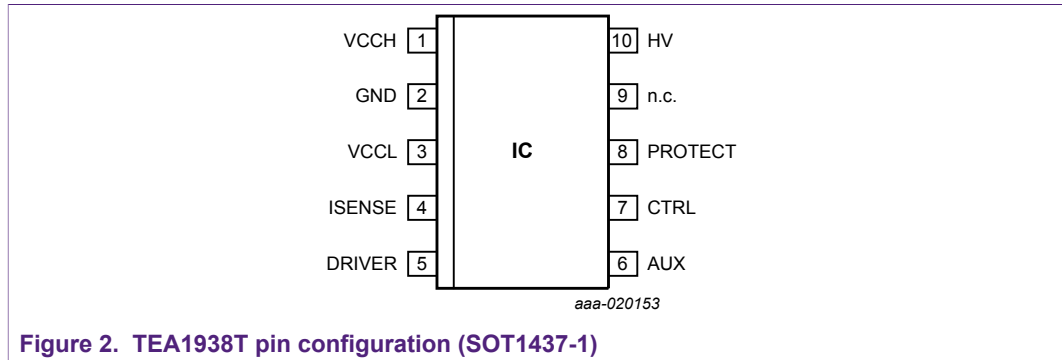 VCCH 1 10 HV
GND 2 9 n.c.
VCCL 3 IC 8 PROTECT
ISENSE 4 7 CTRL
DRIVER 5 6 AUX
aaa-020153
Figure 2. TEA1938T pin configuration (SOT1437-1)